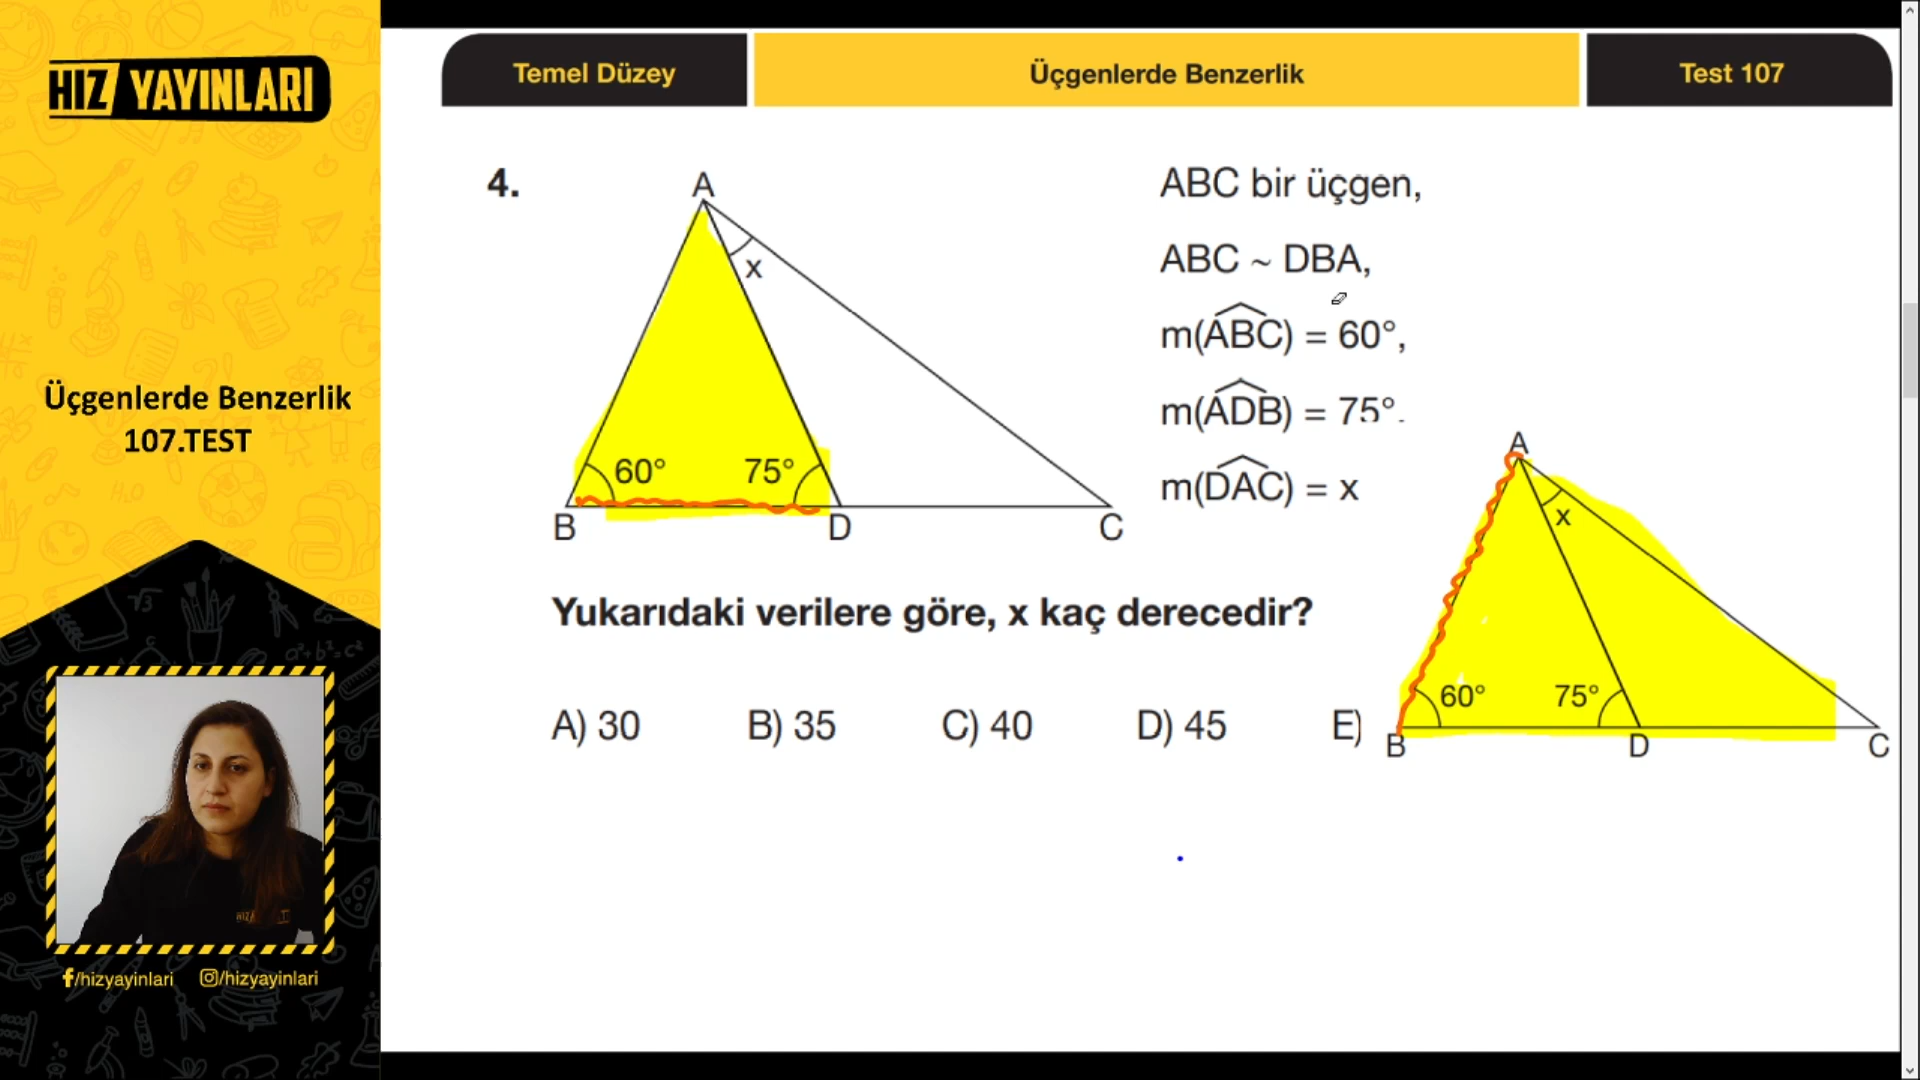 HIZ YAYINLARI
Üçgenlerde Benzerlik
107.TEST
/hizyayinlari /hizyayinlari
Temel Düzey
Üçgenlerde Benzerlik
Test 107
4.
A
x
60° 75°
B D C
ABC bir üçgen,
ABC ~ DBA,
m(ABC) = 60°,
m(ADB) = 75°.
m(DAC) = x
Yukarıdaki verilere göre, x kaç derecedir?
A) 30 B) 35 C) 40 D) 45 E)
A
x
60° 75°
B D C